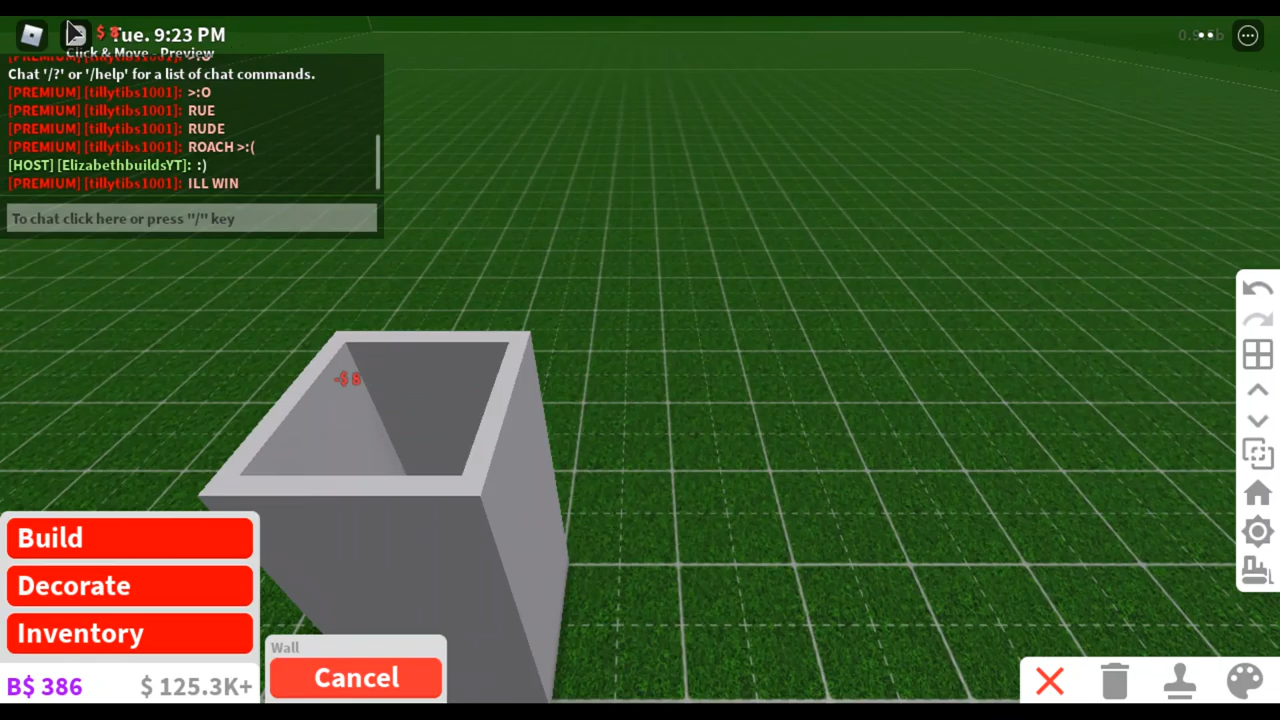 $ 8
Tue. 9:23 PM
Click & Move - Preview
Chat '/?' or '/help' for a list of chat commands.
[PREMIUM] [tillytibs1001]: >:O
[PREMIUM] [tillytibs1001]: RUE
[PREMIUM] [tillytibs1001]: RUDE
[PREMIUM] [tillytibs1001]: ROACH >:(
[HOST] [ElizabethbuildsYT]: :)
[PREMIUM] [tillytibs1001]: ILL WIN
To chat click here or press "/" key
-$ 8
Build
Decorate
Inventory
B$ 386
$ 125.3K+
Wall
Cancel